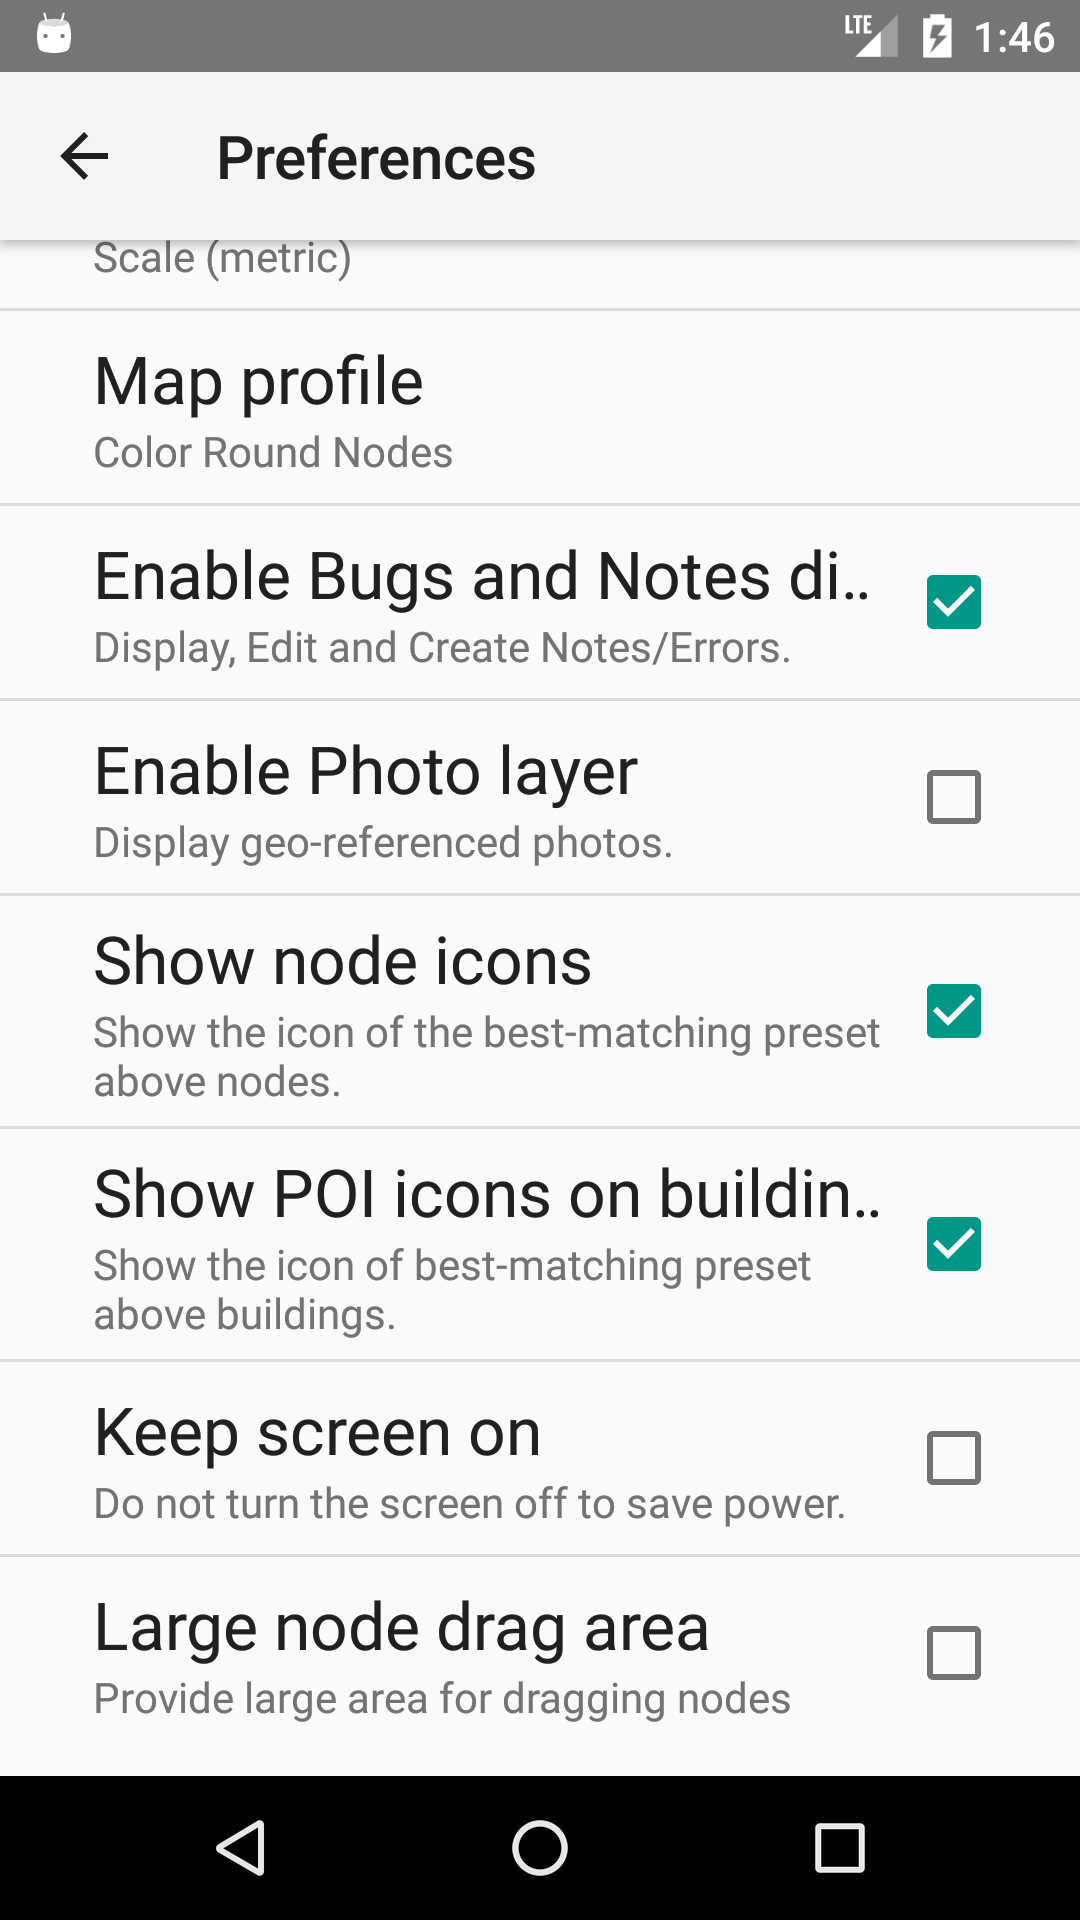 LTE 1:46
Preferences
Scale (metric)
Map profile
Color Round Nodes
Enable Bugs and Notes di..
Display, Edit and Create Notes/Errors.
Enable Photo layer
Display geo-referenced photos.
Show node icons
Show the icon of the best-matching preset
above nodes.
Show POI icons on buildin..
Show the icon of best-matching preset
above buildings.
Keep screen on
Do not turn the screen off to save power.
Large node drag area
Provide large area for dragging nodes